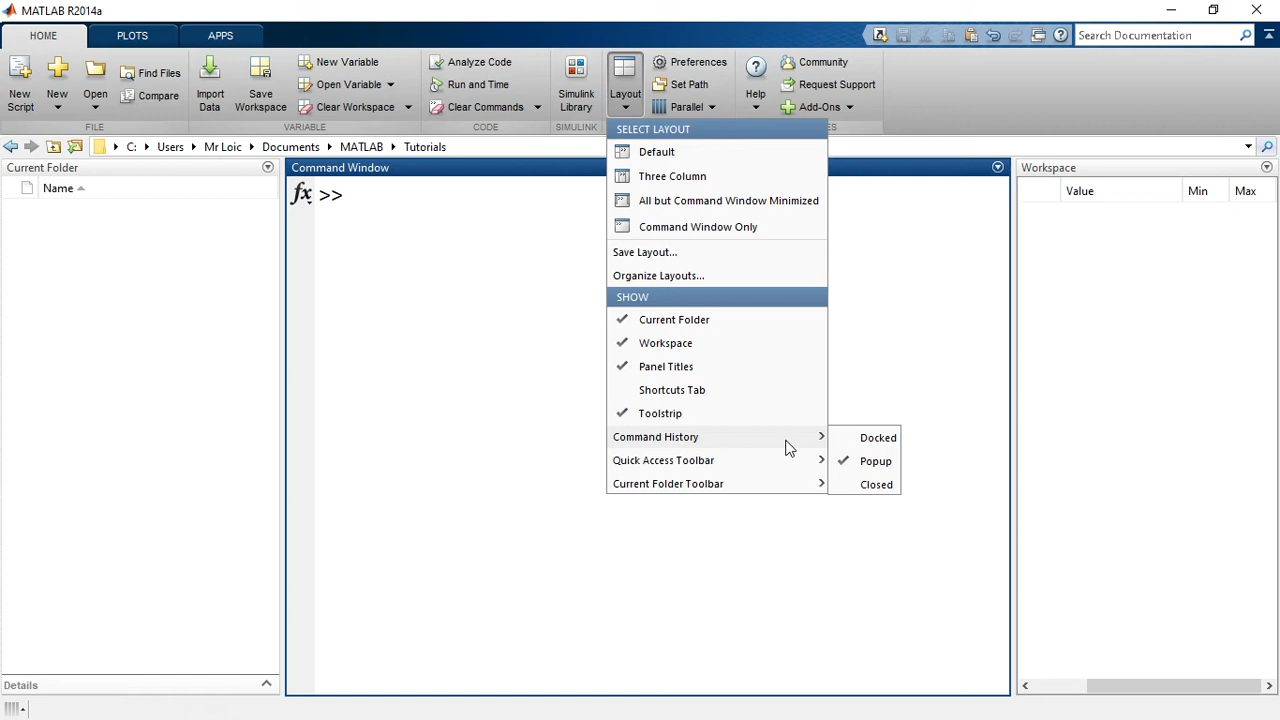 MATLAB R2014a
HOME PLOTS APPS Search Documentation
New Script New Open Find Files Compare
FILE
Import Data Save Workspace New Variable Open Variable Clear Workspace
VARIABLE
Analyze Code Run and Time Clear Commands
CODE
Simulink Library
SIMULINK
Layout Preferences Set Path Parallel
Help Community Request Support Add-Ons
C: Users Mr Loic Documents MATLAB Tutorials
Current Folder
Name
Details
Command Window
fx >>
SELECT LAYOUT
Default
Three Column
All but Command Window Minimized
Command Window Only
Save Layout...
Organize Layouts...
SHOW
Current Folder
Workspace
Panel Titles
Shortcuts Tab
Toolstrip
Command History
Quick Access Toolbar
Current Folder Toolbar
Docked
Popup
Closed
Workspace
Value Min Max